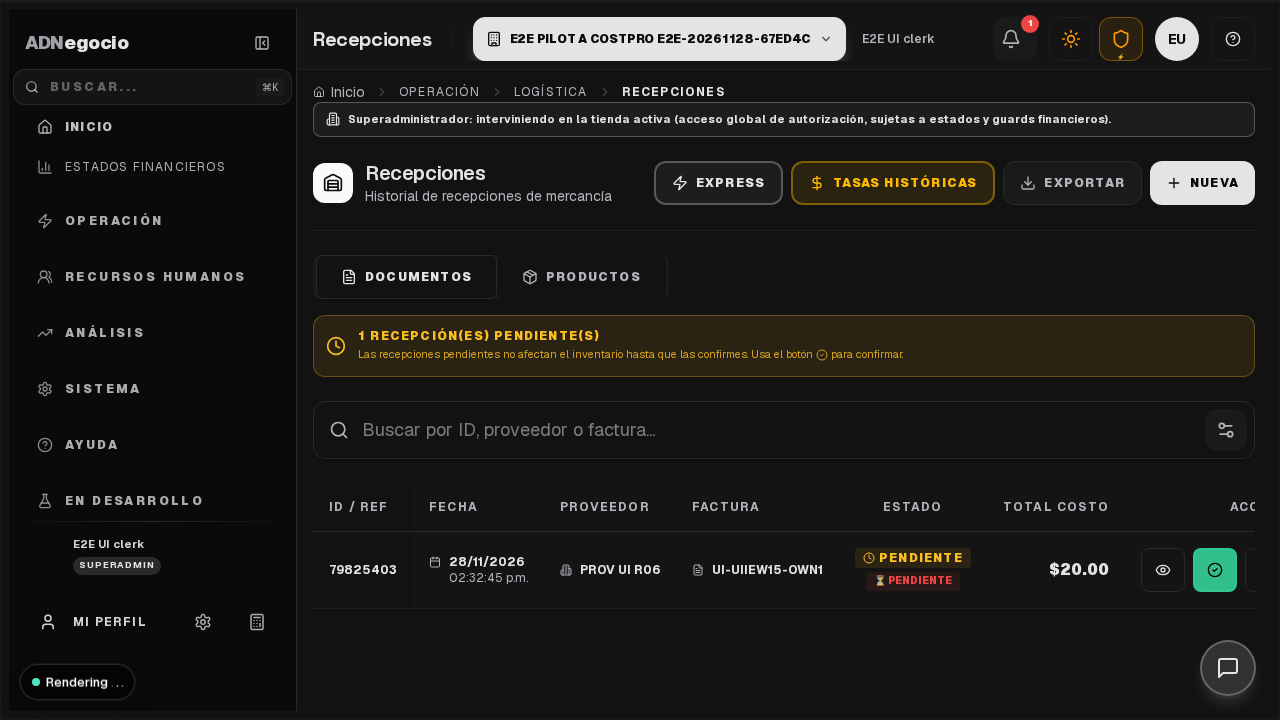 ADNegocio
BUSCAR...
⌘K
INICIO
ESTADOS FINANCIEROS
OPERACIÓN
RECURSOS HUMANOS
ANÁLISIS
SISTEMA
AYUDA
EN DESARROLLO
E2E UI clerk
SUPERADMIN
MI PERFIL
Rendering ...
Recepciones
E2E PILOT A COSTPRO E2E-20261128-67ED4C
E2E UI clerk
1
EU
Inicio > OPERACIÓN > LOGÍSTICA > RECEPCIONES
Superadministrador: interviniendo en la tienda activa (acceso global de autorización, sujetas a estados y guards financieros).
Recepciones
Historial de recepciones de mercancía
EXPRESS
TASAS HISTÓRICAS
EXPORTAR
NUEVA
DOCUMENTOS
PRODUCTOS
1 RECEPCIÓN(ES) PENDIENTE(S)
Las recepciones pendientes no afectan el inventario hasta que las confirmes. Usa el botón para confirmar.
Buscar por ID, proveedor o factura...
ID / REF FECHA PROVEEDOR FACTURA ESTADO TOTAL COSTO ACC
79825403 28/11/2026 PROV UI R06 UI-UIIEW15-OWN1 PENDIENTE $20.00
02:32:45 p.m. ⏳ PENDIENTE